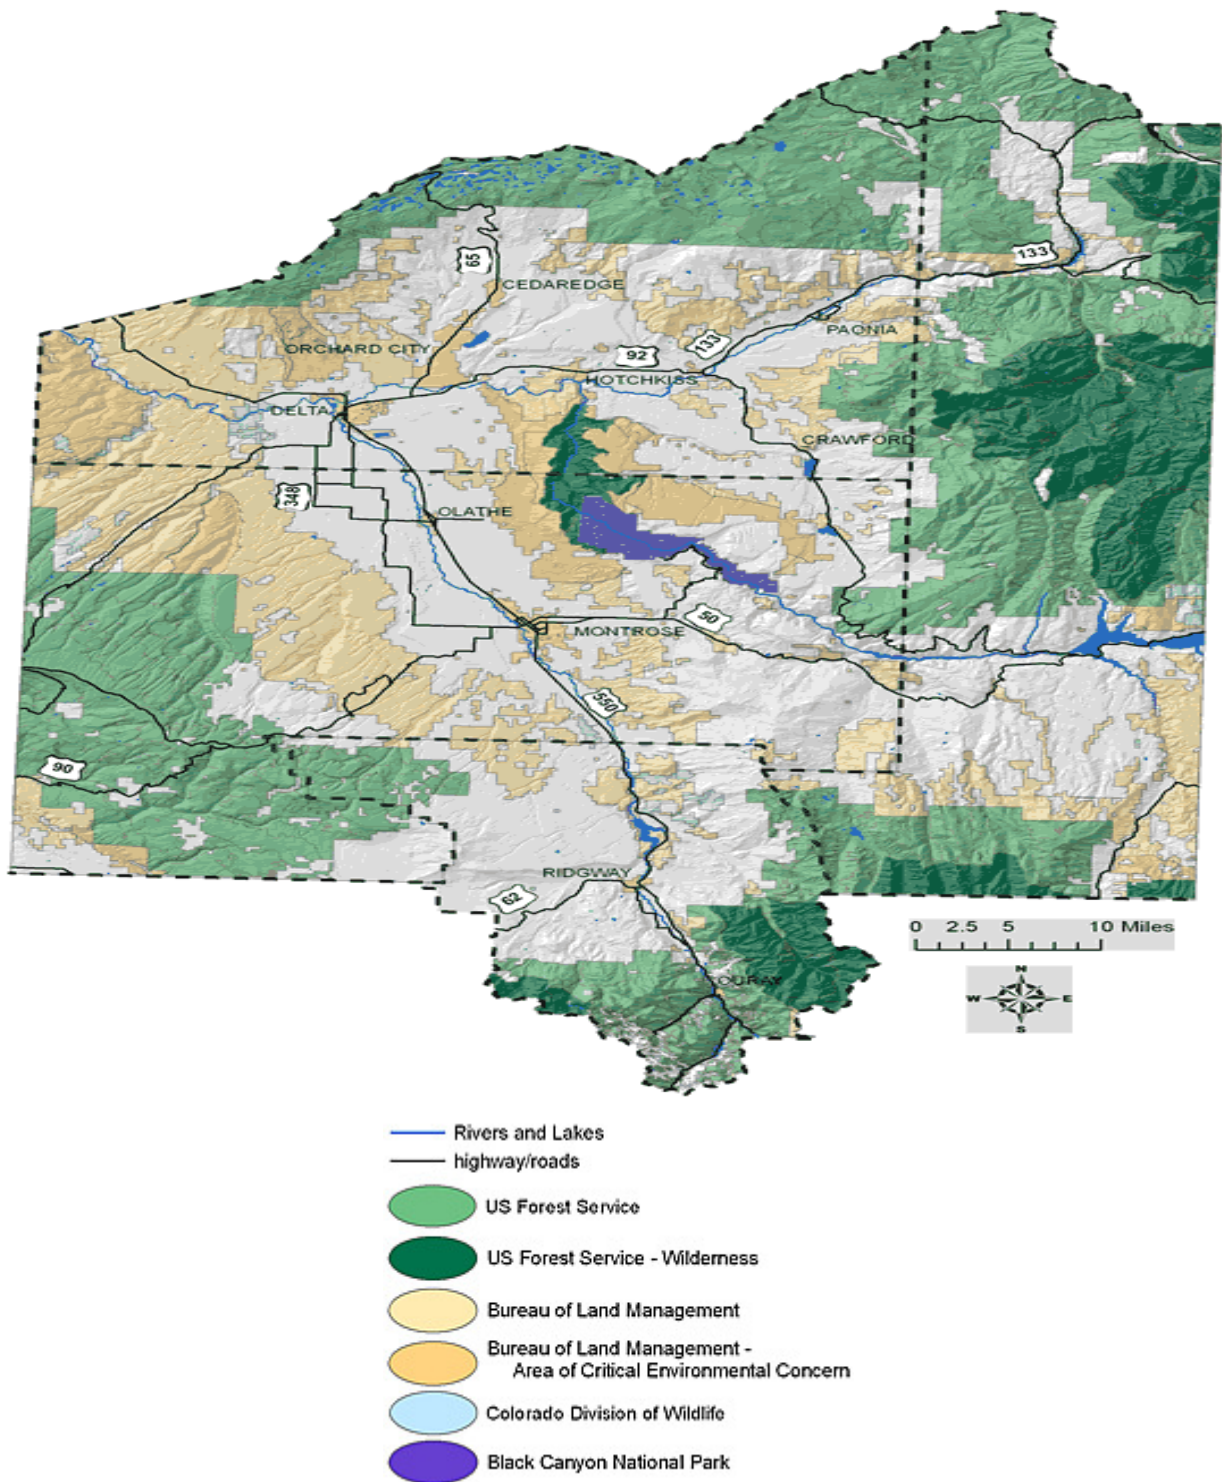 133
65
CEDAREDGE
PAONIA
133
ORCHARD CITY
92
HOTCHKISS
DELTA
CRAWFORD
348
OLATHE
MONTROSE
50
550
90
RIDGWAY
62
0 2.5 5 10 Miles
N
W E
S
OURAY
Rivers and Lakes
highway/roads
US Forest Service
US Forest Service - Wilderness
Bureau of Land Management
Bureau of Land Management -
Area of Critical Environmental Concern
Colorado Division of Wildlife
Black Canyon National Park